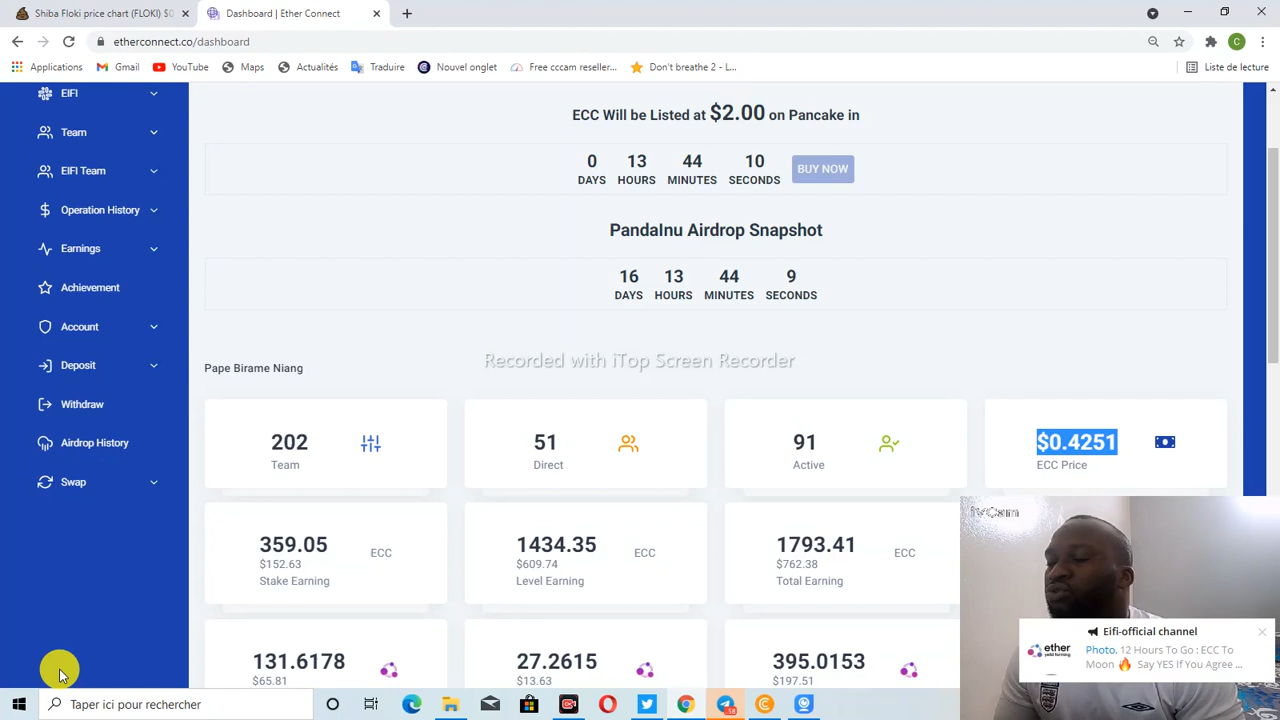 Shiba Floki price chart (FLOKI) $0
Dashboard | Ether Connect
etherconnect.co/dashboard
Applications
Gmail
YouTube
Maps
Actualités
Traduire
Nouvel onglet
Free cccam reseller...
Don't breathe 2 - L...
Liste de lecture
EIFI
Team
EIFI Team
Operation History
Earnings
Achievement
Account
Deposit
Withdraw
Airdrop History
Swap
ECC Will be Listed at $2.00 on Pancake in
0 13 44 10
DAYS HOURS MINUTES SECONDS
BUY NOW
PandaInu Airdrop Snapshot
16 13 44 9
DAYS HOURS MINUTES SECONDS
Recorded with iTop Screen Recorder
Pape Birame Niang
202
Team
51
Direct
91
Active
$0.4251
ECC Price
359.05 ECC
$152.63
Stake Earning
1434.35 ECC
$609.74
Level Earning
1793.41 ECC
$762.38
Total Earning
131.6178
$65.81
27.2615
$13.63
395.0153
$197.51
Eifi-official channel
ether
Photo, 12 Hours To Go : ECC To
Moon 🔥 Say YES If You Agree ...
Taper ici pour rechercher